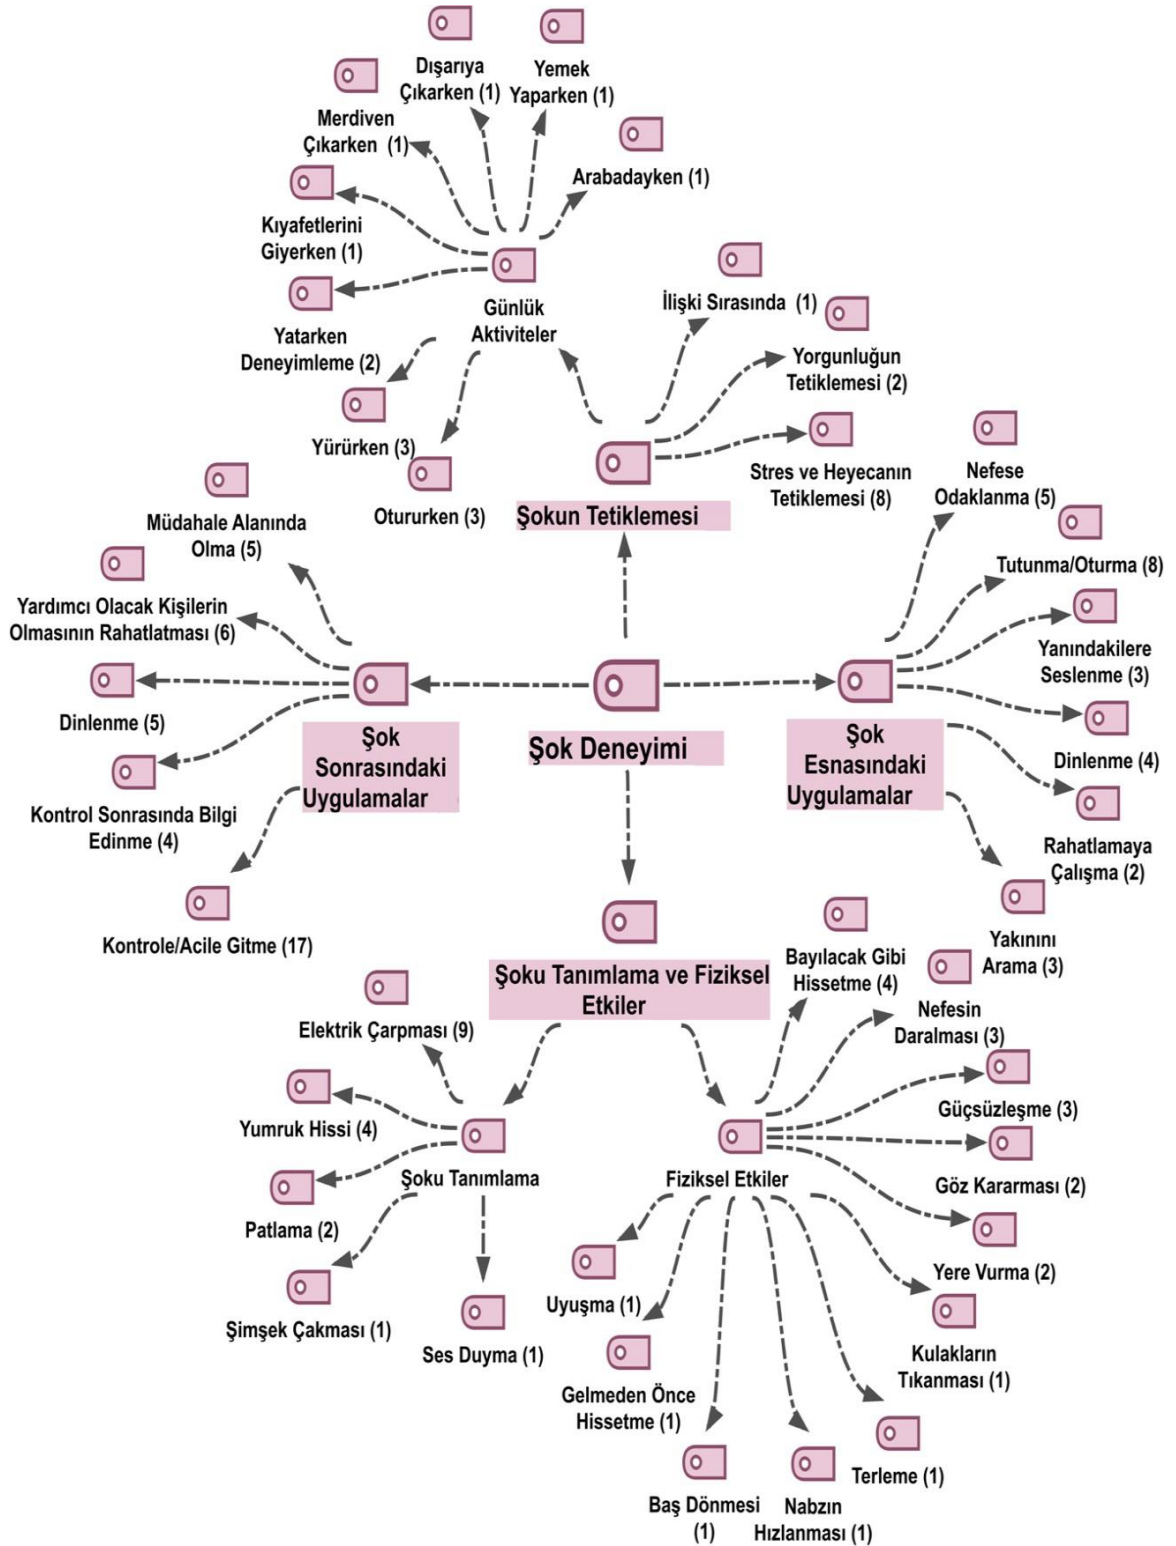 Dışarıya
Çıkarken (1)
Yemek
Yaparken (1)
Merdiven
Çıkarken (1)
Arabadayken (1)
Kıyafetlerini
Giyerken (1)
Günlük
Aktiviteler
Yatarken
Deneyimleme (2)
Yürürken (3)
Otururken (3)
İlişki Sırasında (1)
Yorgunluğun
Tetiklemesi (2)
Stres ve Heyecanın
Tetiklemesi (8)
Şokun Tetiklemesi
Nefese
Odaklanma (5)
Tutunma/Oturma (8)
Yanındakilere
Seslenme (3)
Dinlenme (4)
Rahatlamaya
Çalışma (2)
Yakınını
Arama (3)
Şok
Esnasındaki
Uygulamalar
Şok Deneyimi
Müdahale Alanında
Olma (5)
Yardımcı Olacak Kişilerin
Olmasının Rahatlatması (6)
Dinlenme (5)
Kontrol Sonrasında Bilgi
Edinme (4)
Kontrole/Acile Gitme (17)
Şok
Sonrasındaki
Uygulamalar
Şoku Tanımlama ve Fiziksel
Etkiler
Elektrik Çarpması (9)
Yumruk Hissi (4)
Patlama (2)
Şimşek Çakması (1)
Ses Duyma (1)
Şoku Tanımlama
Fiziksel Etkiler
Bayılacak Gibi
Hissetme (4)
Nefesin
Daralması (3)
Güçsüzleşme (3)
Göz Kararması (2)
Yere Vurma (2)
Kulakların
Tıkanması (1)
Terleme (1)
Nabzın
Hızlanması (1)
Baş Dönmesi
(1)
Gelmeden Önce
Hissetme (1)
Uyuşma (1)